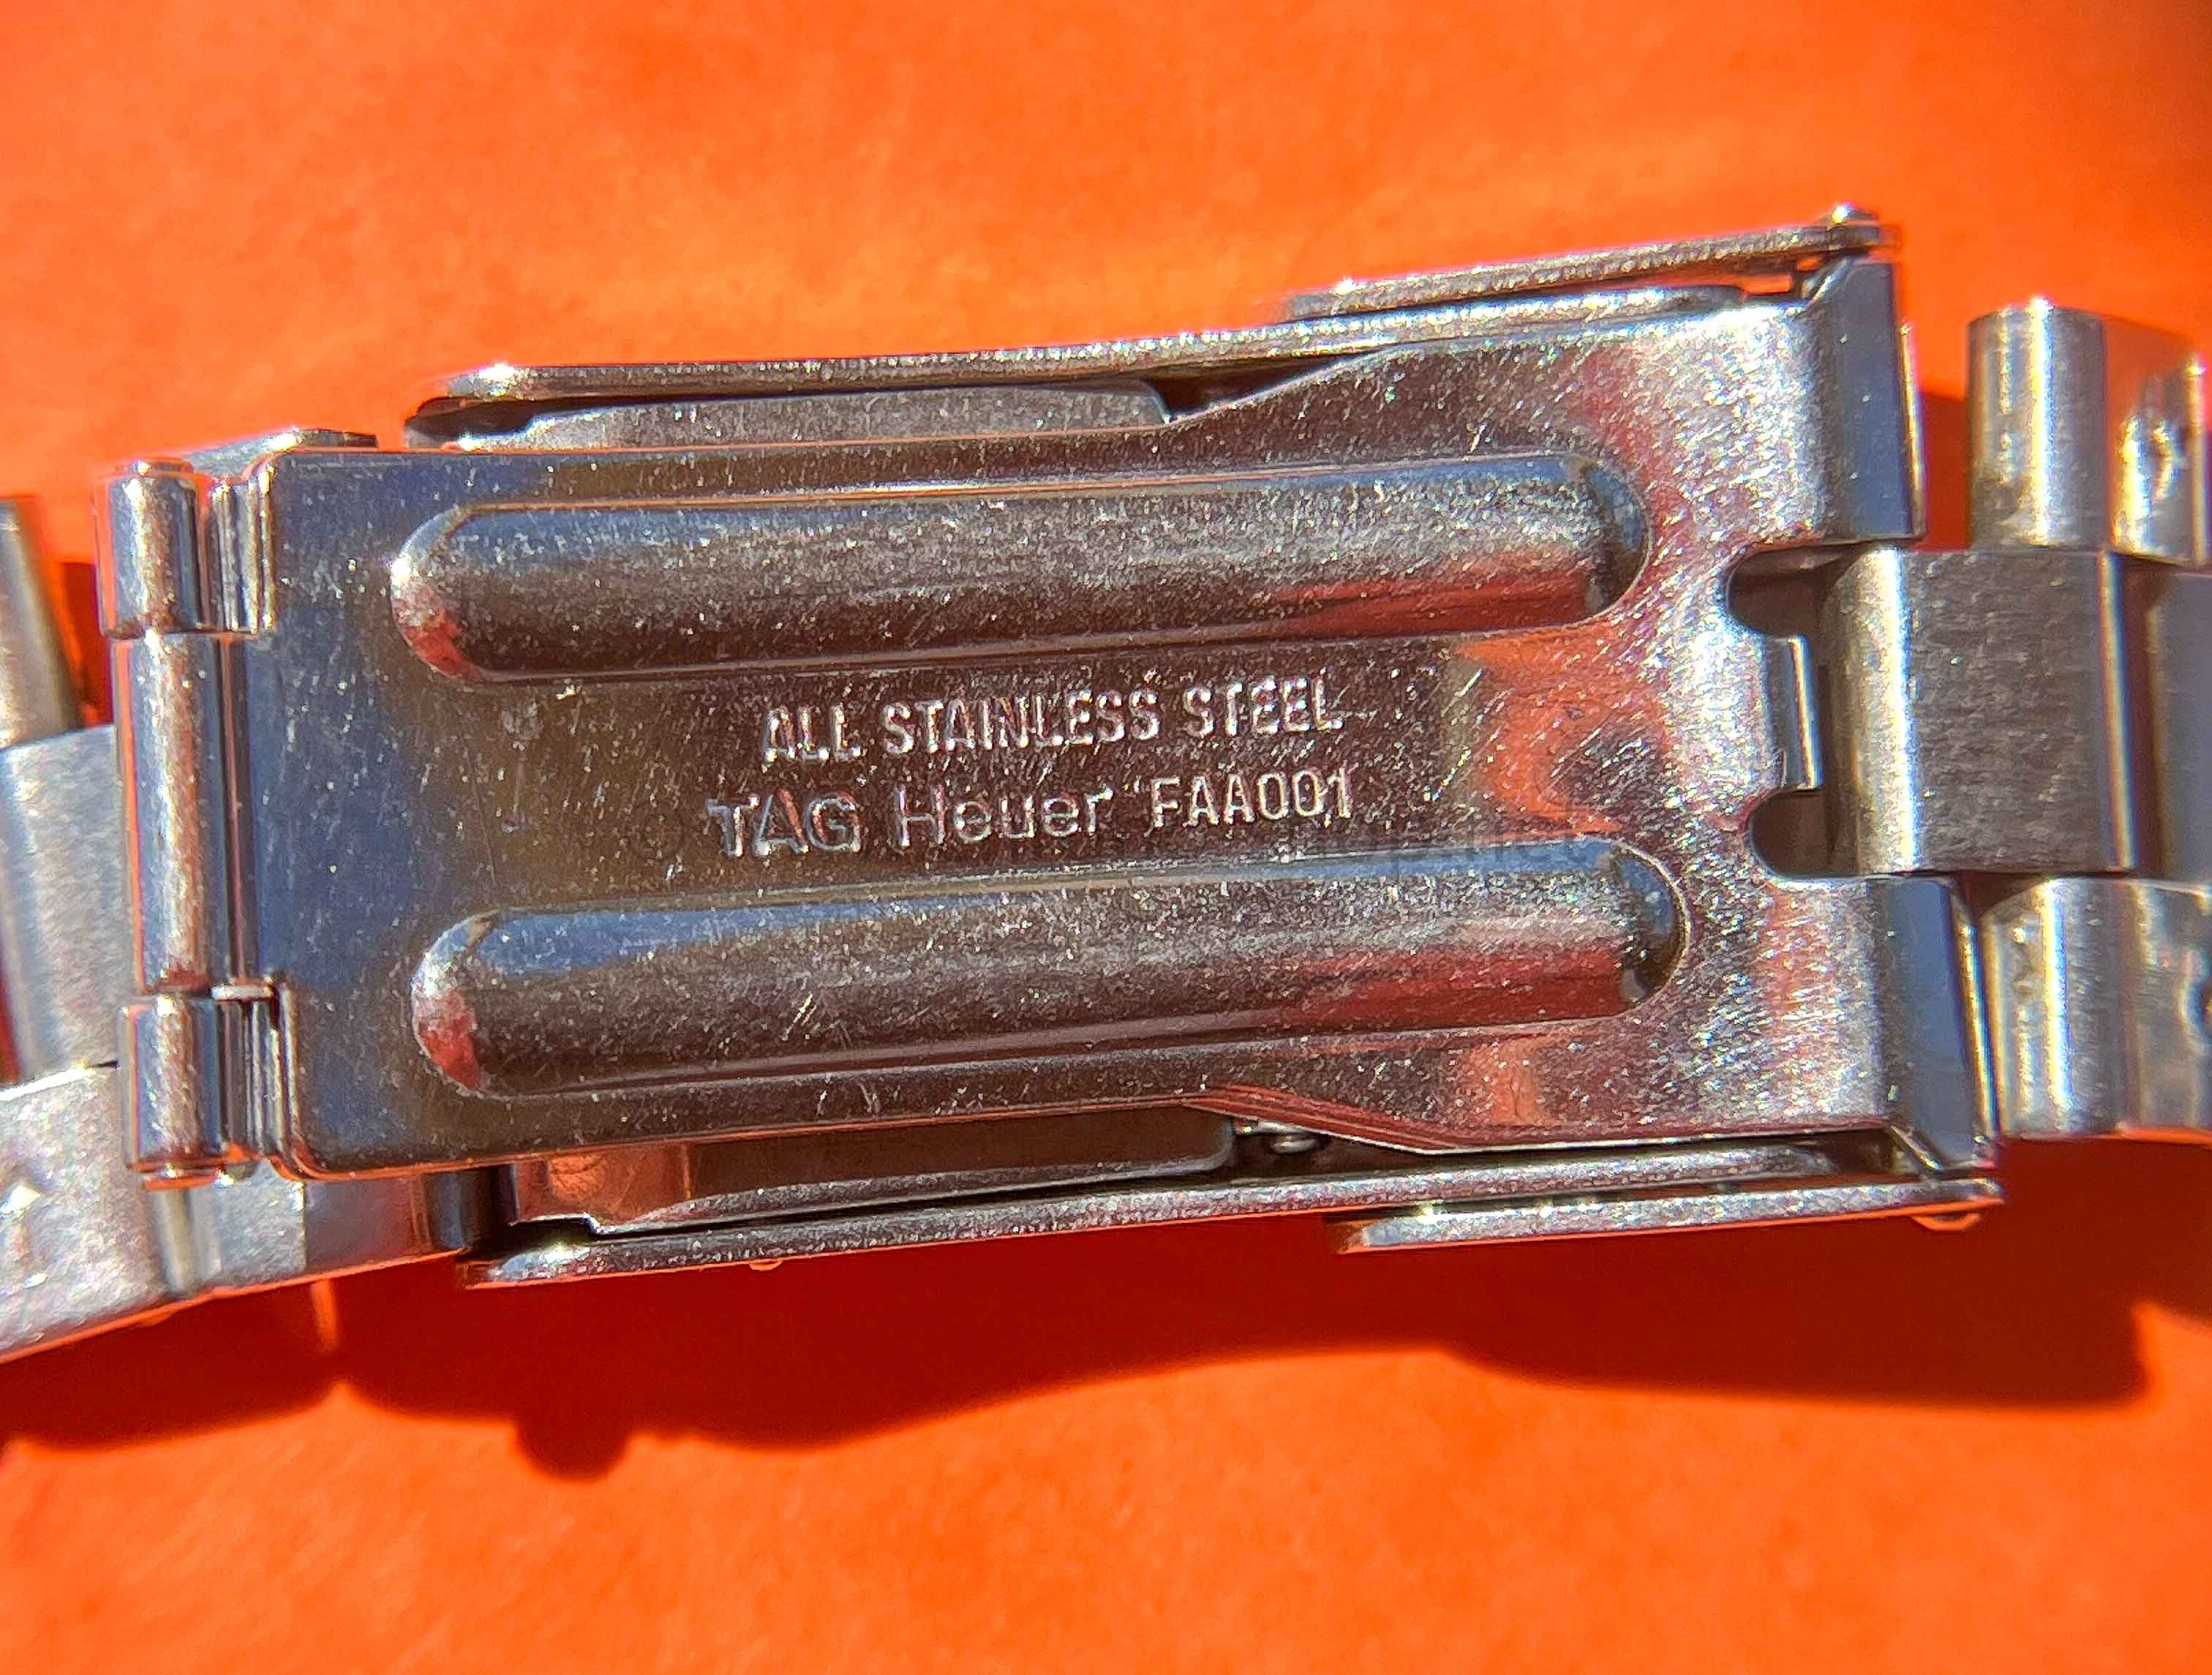 ALL STAINLESS STEEL
TAG Heuer FAA001